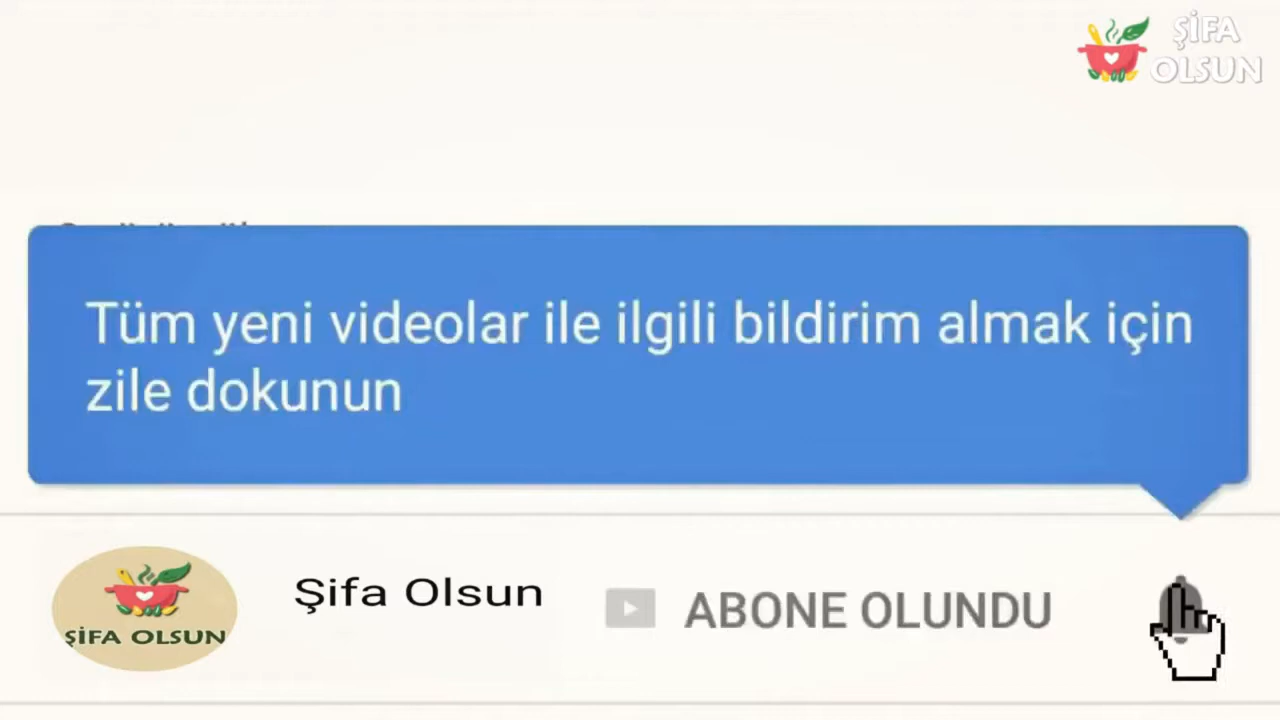 ŞİFA
OLSUN
Tüm yeni videolar ile ilgili bildirim almak için
zile dokunun
Şifa Olsun
ABONE OLUNDU
ŞİFA OLSUN